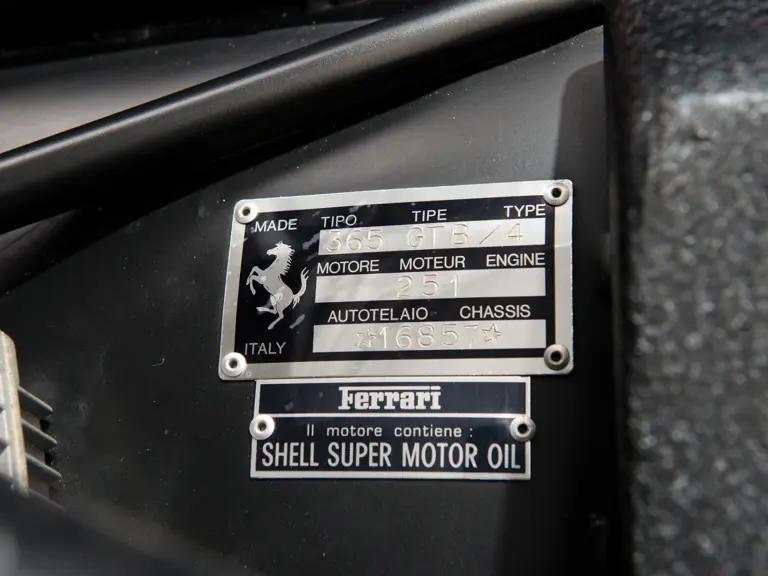 MADE TIPO TIPE TYPE
365 GTB/4
MOTORE MOTEUR ENGINE
251
AUTOTELAIO CHASSIS
☆16857☆
ITALY
Ferrari
Il motore contiene :
SHELL SUPER MOTOR OIL